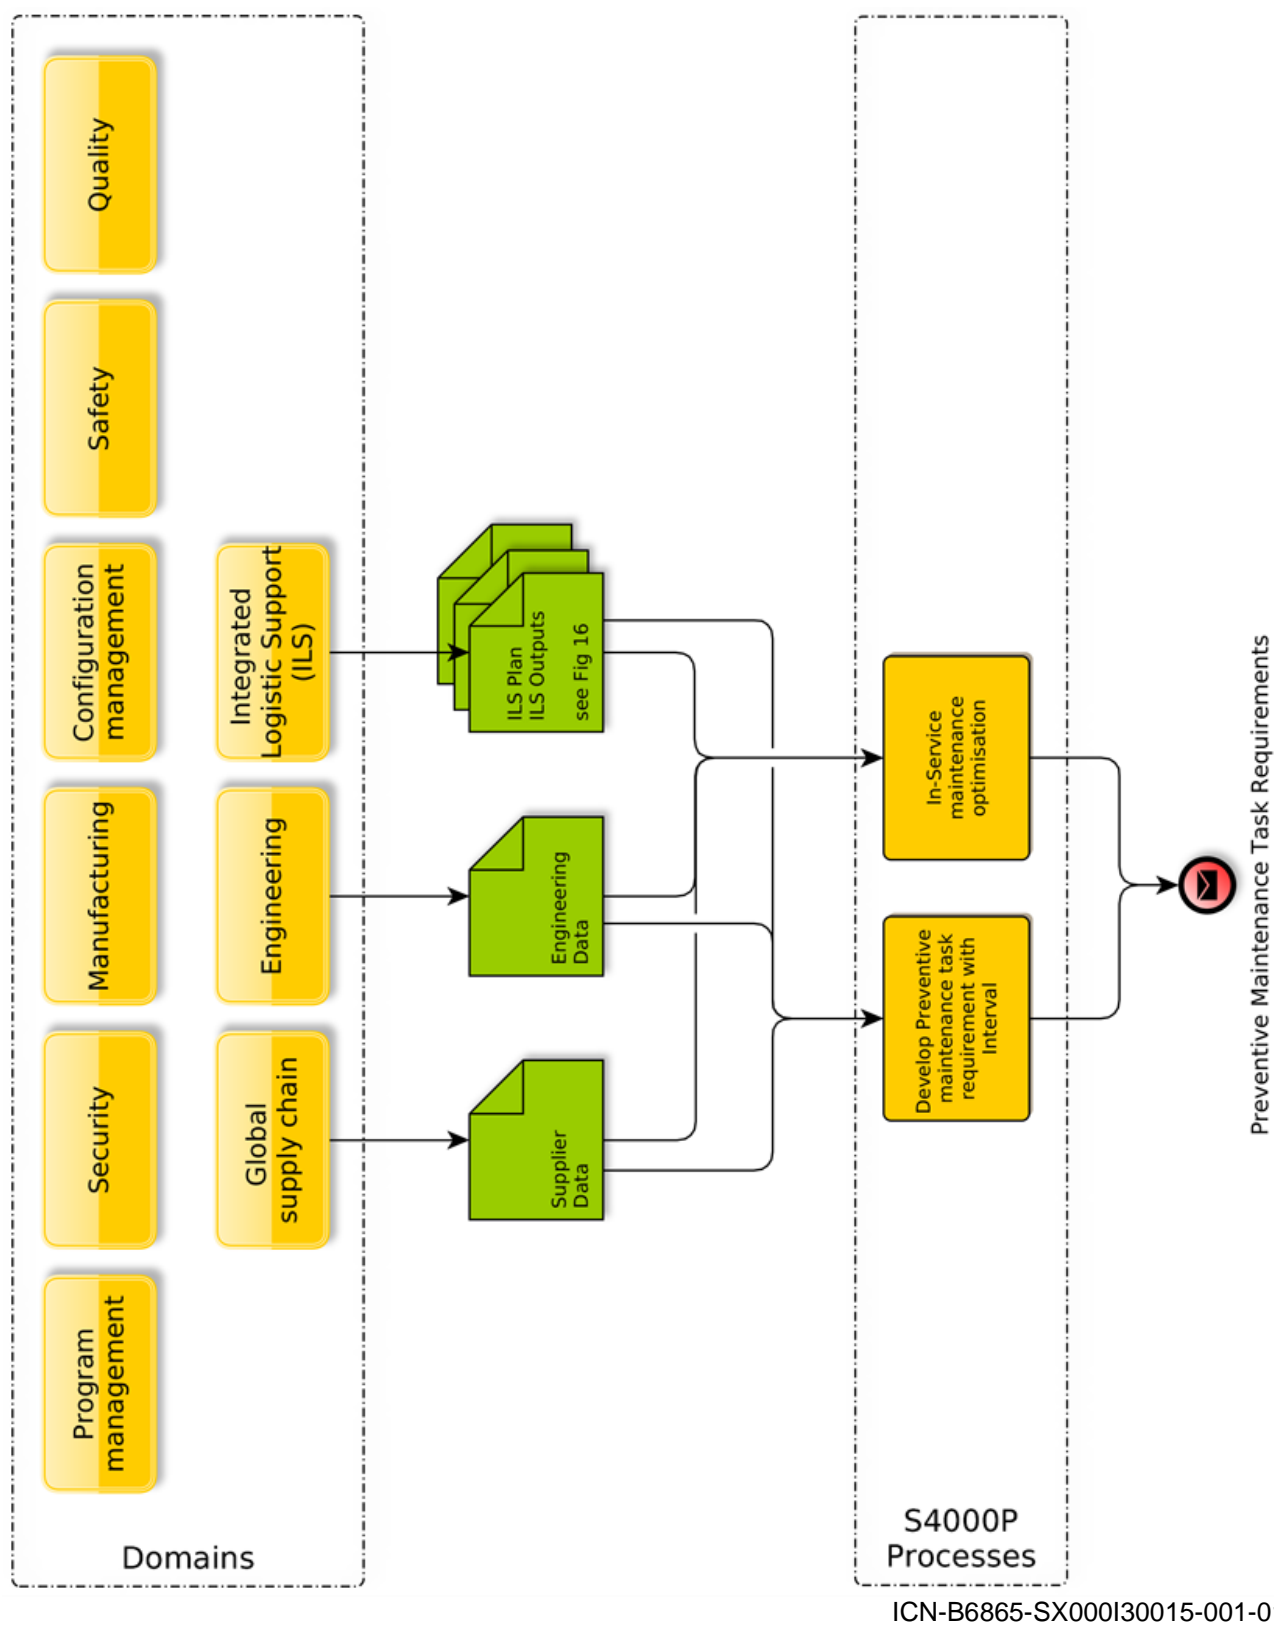 Domains
Program
management
Security
Manufacturing
Configuration
management
Safety
Quality
Global
supply chain
Engineering
Integrated
Logistic Support
(ILS)
Supplier
Data
Engineering
Data
ILS Plan
ILS Outputs
see Fig 16
S4000P
Processes
Develop Preventive
maintenance task
requirement with
Interval
In-Service
maintenance
optimisation
Preventive Maintenance Task Requirements
ICN-B6865-SX000I30015-001-0